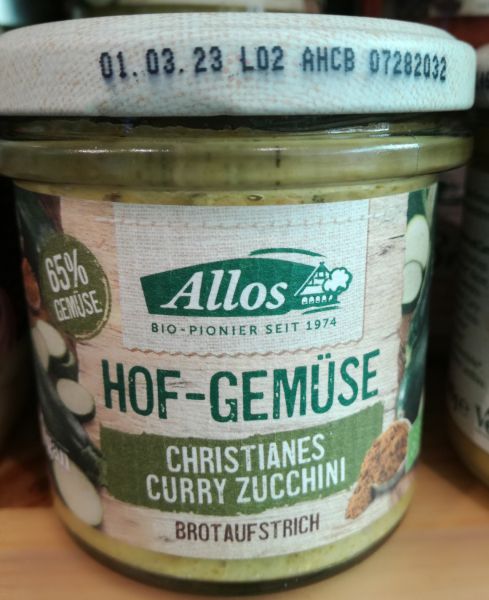 01.03.23 L02 AHCB 07282032
65%
GEMÜSE
Allos
BIO-PIONIER SEIT 1974
HOF-GEMÜSE
CHRISTIANES
CURRY ZUCCHINI
BROTAUFSTRICH